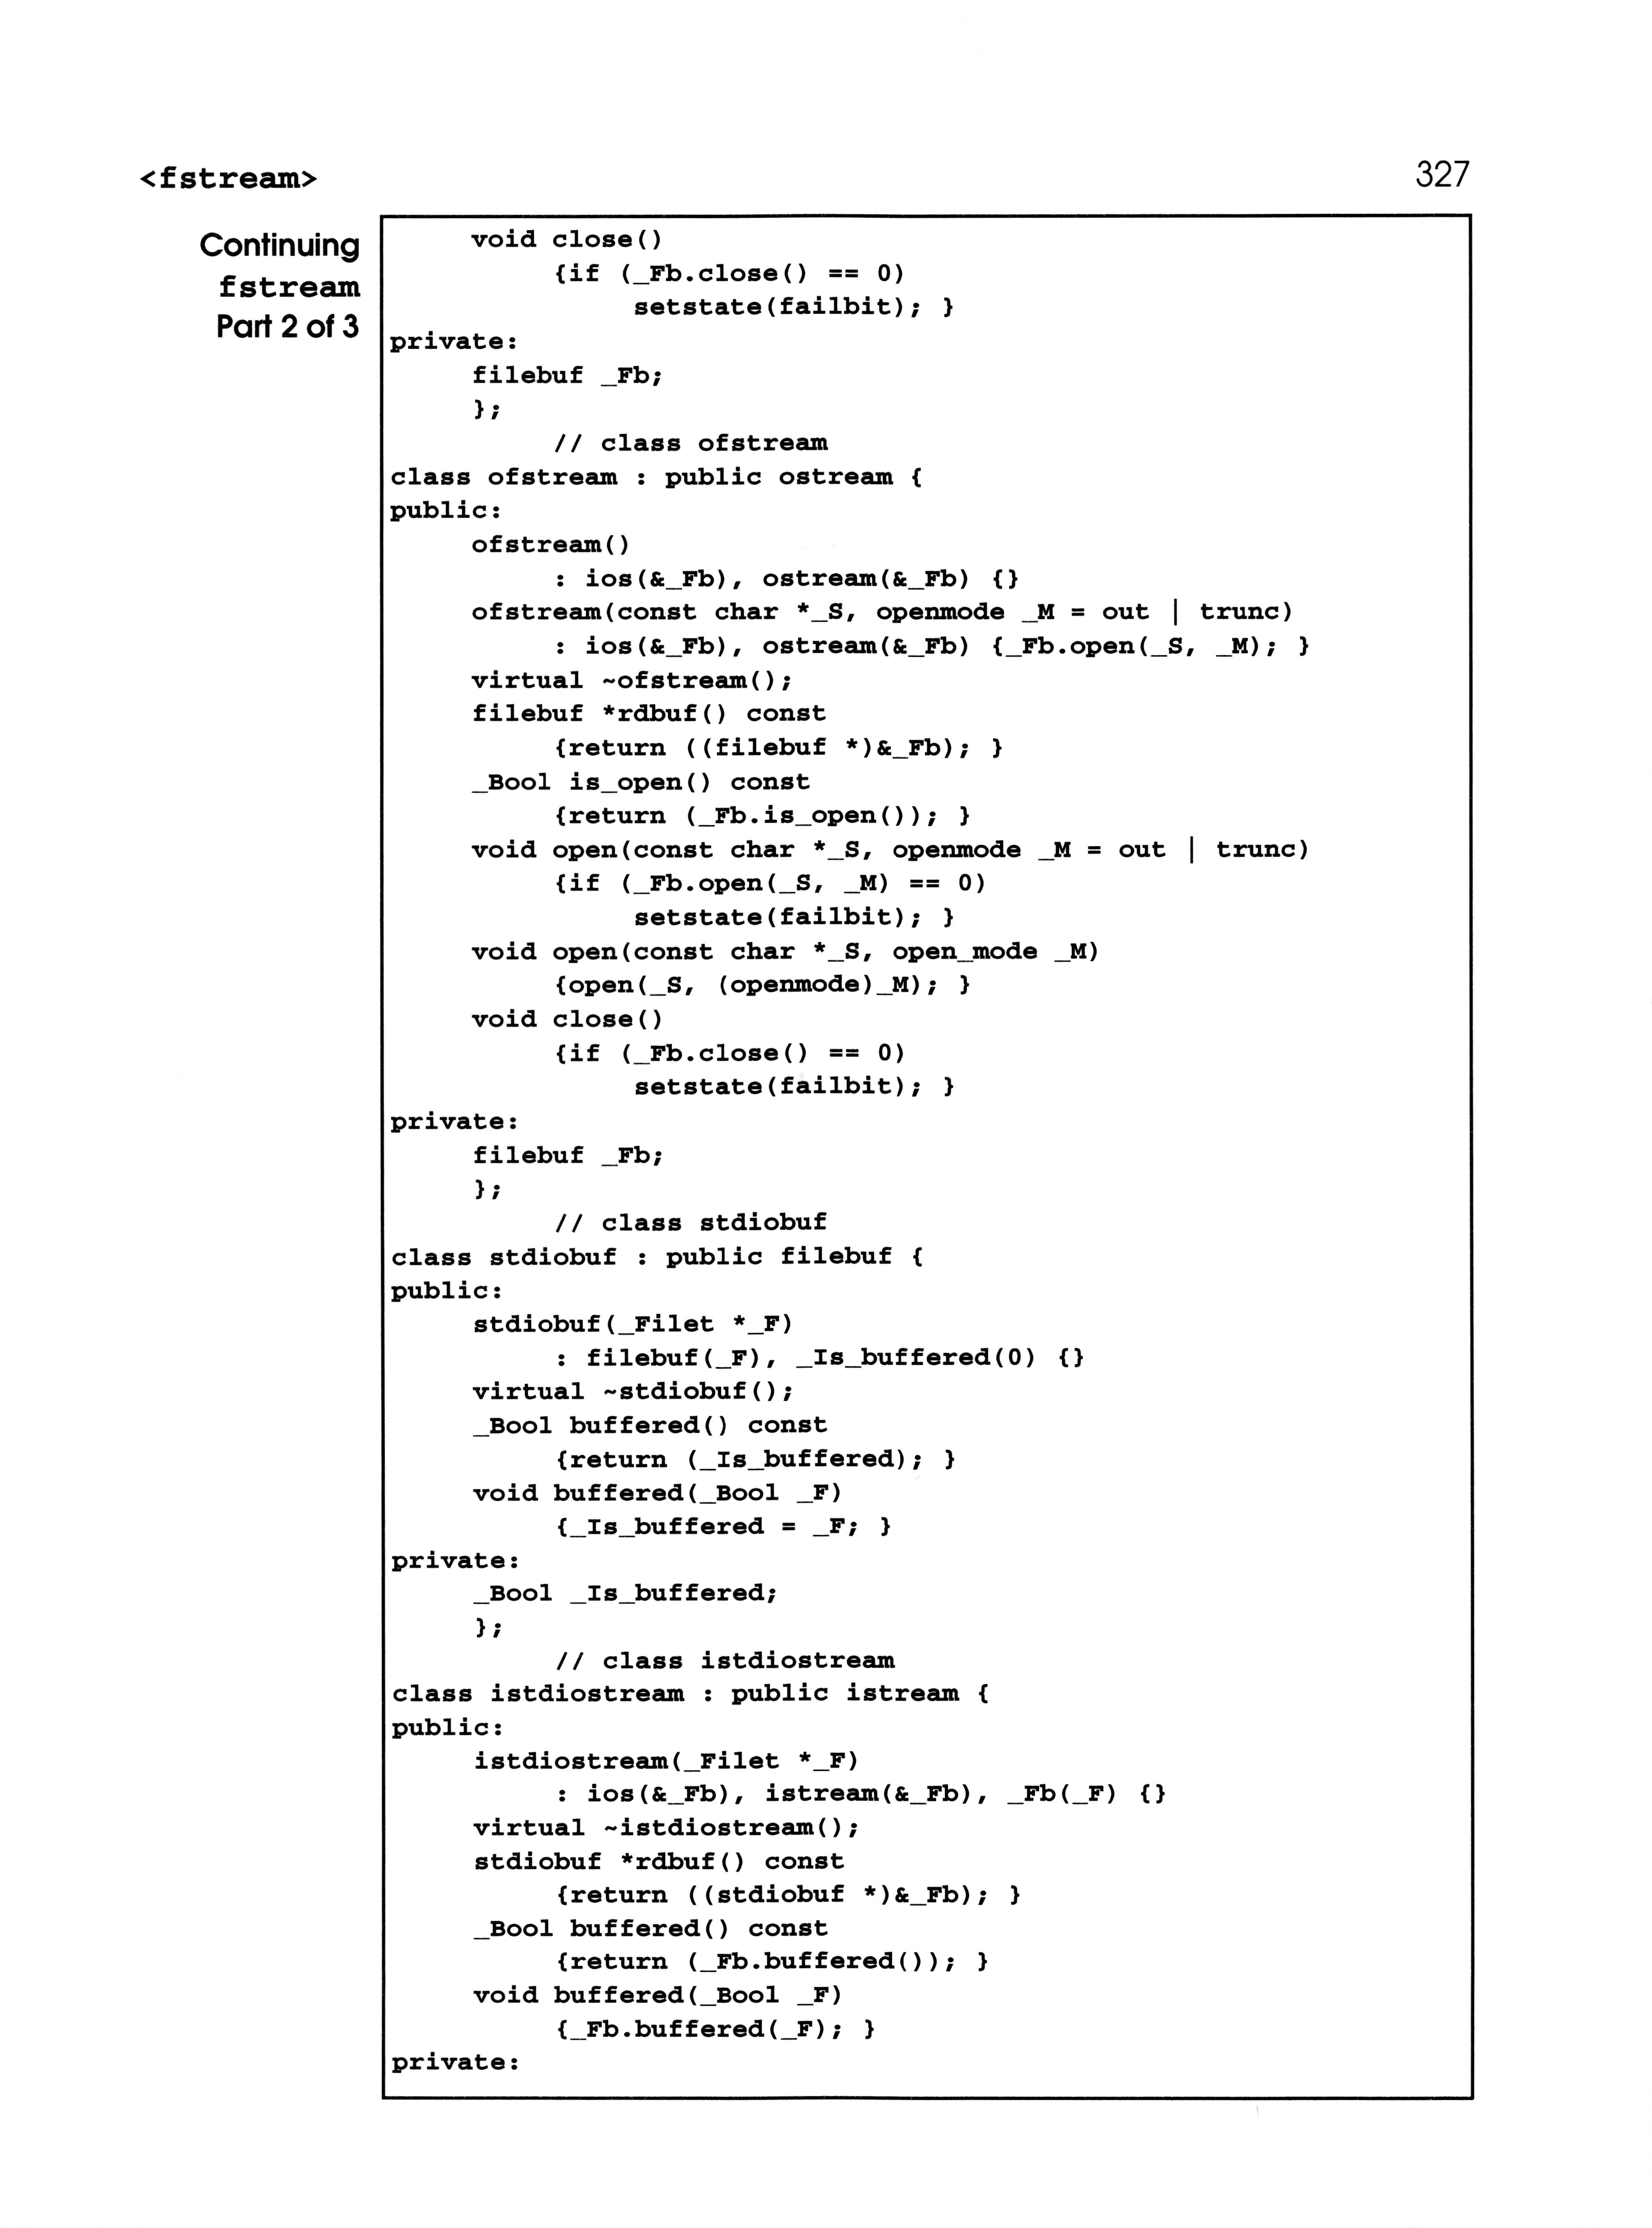 <fstream>
327
Continuing
fstream
Part 2 of 3
void close()
{if (_Fb.close() == 0)
setstate(failbit); }
private:
filebuf _Fb;
};
// class ofstream
class ofstream : public ostream {
public:
ofstream()
: ios(&_Fb), ostream(&_Fb) {}
ofstream(const char *_S, openmode _M = out | trunc)
: ios(&_Fb), ostream(&_Fb) {_Fb.open(_S, _M); }
virtual ~ofstream();
filebuf *rdbuf() const
{return ((filebuf *)&_Fb); }
_Bool is_open() const
{return (_Fb.is_open()); }
void open(const char *_S, openmode _M = out | trunc)
{if (_Fb.open(_S, _M) == 0)
setstate(failbit); }
void open(const char *_S, open_mode _M)
{open(_S, (openmode)_M); }
void close()
{if (_Fb.close() == 0)
setstate(failbit); }
private:
filebuf _Fb;
};
// class stdiobuf
class stdiobuf : public filebuf {
public:
stdiobuf(_Filet *_F)
: filebuf(_F), _Is_buffered(0) {}
virtual ~stdiobuf();
_Bool buffered() const
{return (_Is_buffered); }
void buffered(_Bool _F)
{_Is_buffered = _F; }
private:
_Bool _Is_buffered;
};
// class istdiostream
class istdiostream : public istream {
public:
istdiostream(_Filet *_F)
: ios(&_Fb), istream(&_Fb), _Fb(_F) {}
virtual ~istdiostream();
stdiobuf *rdbuf() const
{return ((stdiobuf *)&_Fb); }
_Bool buffered() const
{return (_Fb.buffered()); }
void buffered(_Bool _F)
{_Fb.buffered(_F); }
private: